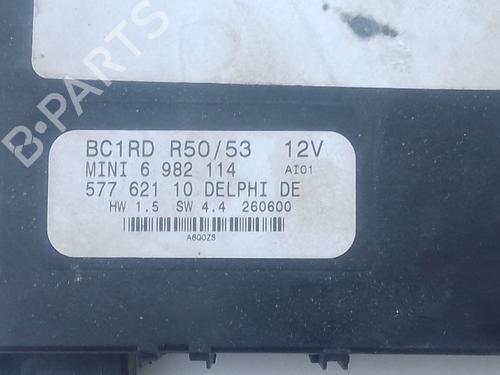 B-PARTS
BC1RD R50/53 12V
MINI 6 982 114 AI01
577 621 10 DELPHI DE
HW 1.5 SW 4.4 260600
A600ZS